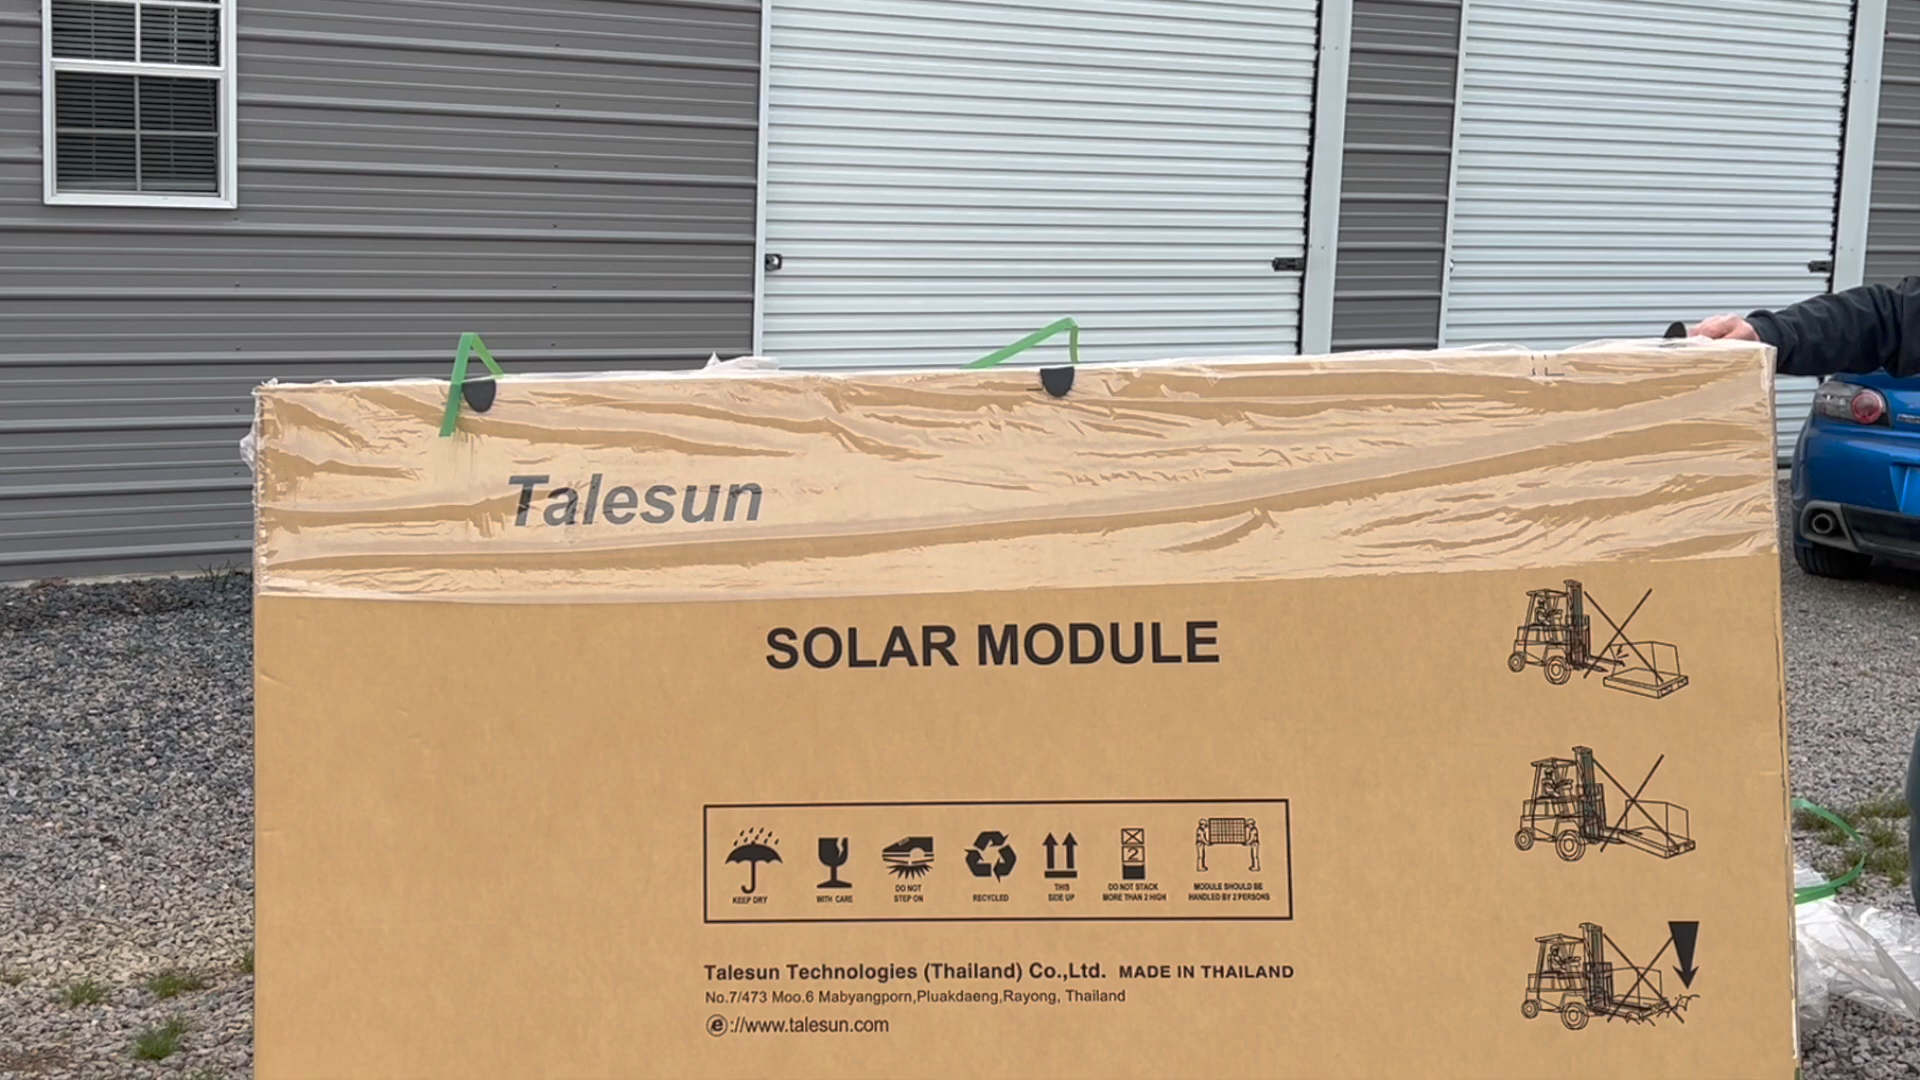 Talesun
SOLAR MODULE
2
KEEP DRY
WITH CARE
DO NOT
STEP ON
RECYCLED
THIS
SIDE UP
DO NOT STACK
MORE THAN 2 HIGH
MODULE SHOULD BE
HANDLED BY 2 PERSONS
Talesun Technologies (Thailand) Co.,Ltd. MADE IN THAILAND
No.7/473 Moo.6 Mabyangporn,Pluakdaeng,Rayong, Thailand
e://www.talesun.com